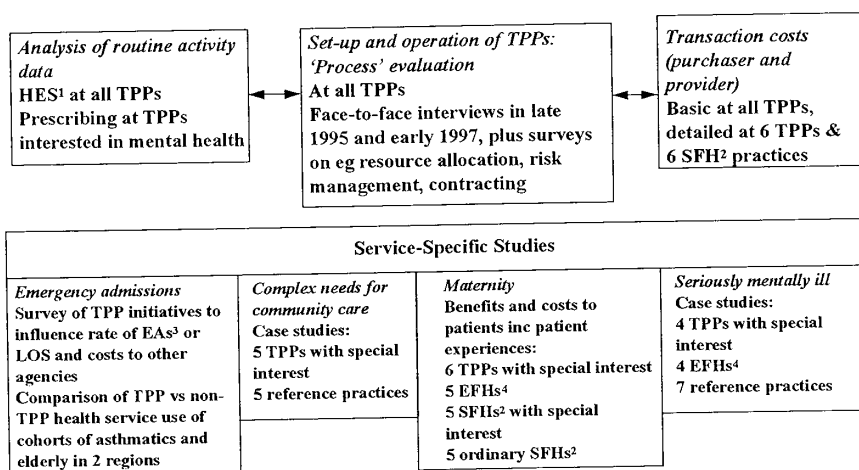 Analysis of routine activity
data
HES¹ at all TPPs
Prescribing at TPPs
interested in mental health
Set-up and operation of TPPs:
‘Process’ evaluation
At all TPPs
Face-to-face interviews in late
1995 and early 1997, plus surveys
on eg resource allocation, risk
management, contracting
Transaction costs
(purchaser and
provider)
Basic at all TPPs,
detailed at 6 TPPs &
6 SFH² practices
Service-Specific Studies
Emergency admissions
Survey of TPP initiatives to
influence rate of EAs³ or
LOS and costs to other
agencies
Comparison of TPP vs non-
TPP health service use of
cohorts of asthmatics and
elderly in 2 regions
Complex needs for
community care
Case studies:
5 TPPs with special
interest
5 reference practices
Maternity
Benefits and costs to
patients inc patient
experiences:
6 TPPs with special interest
5 EFHs⁴
5 SFHs² with special
interest
5 ordinary SFHs²
Seriously mentally ill
Case studies:
4 TPPs with special
interest
4 EFHs⁴
7 reference practices